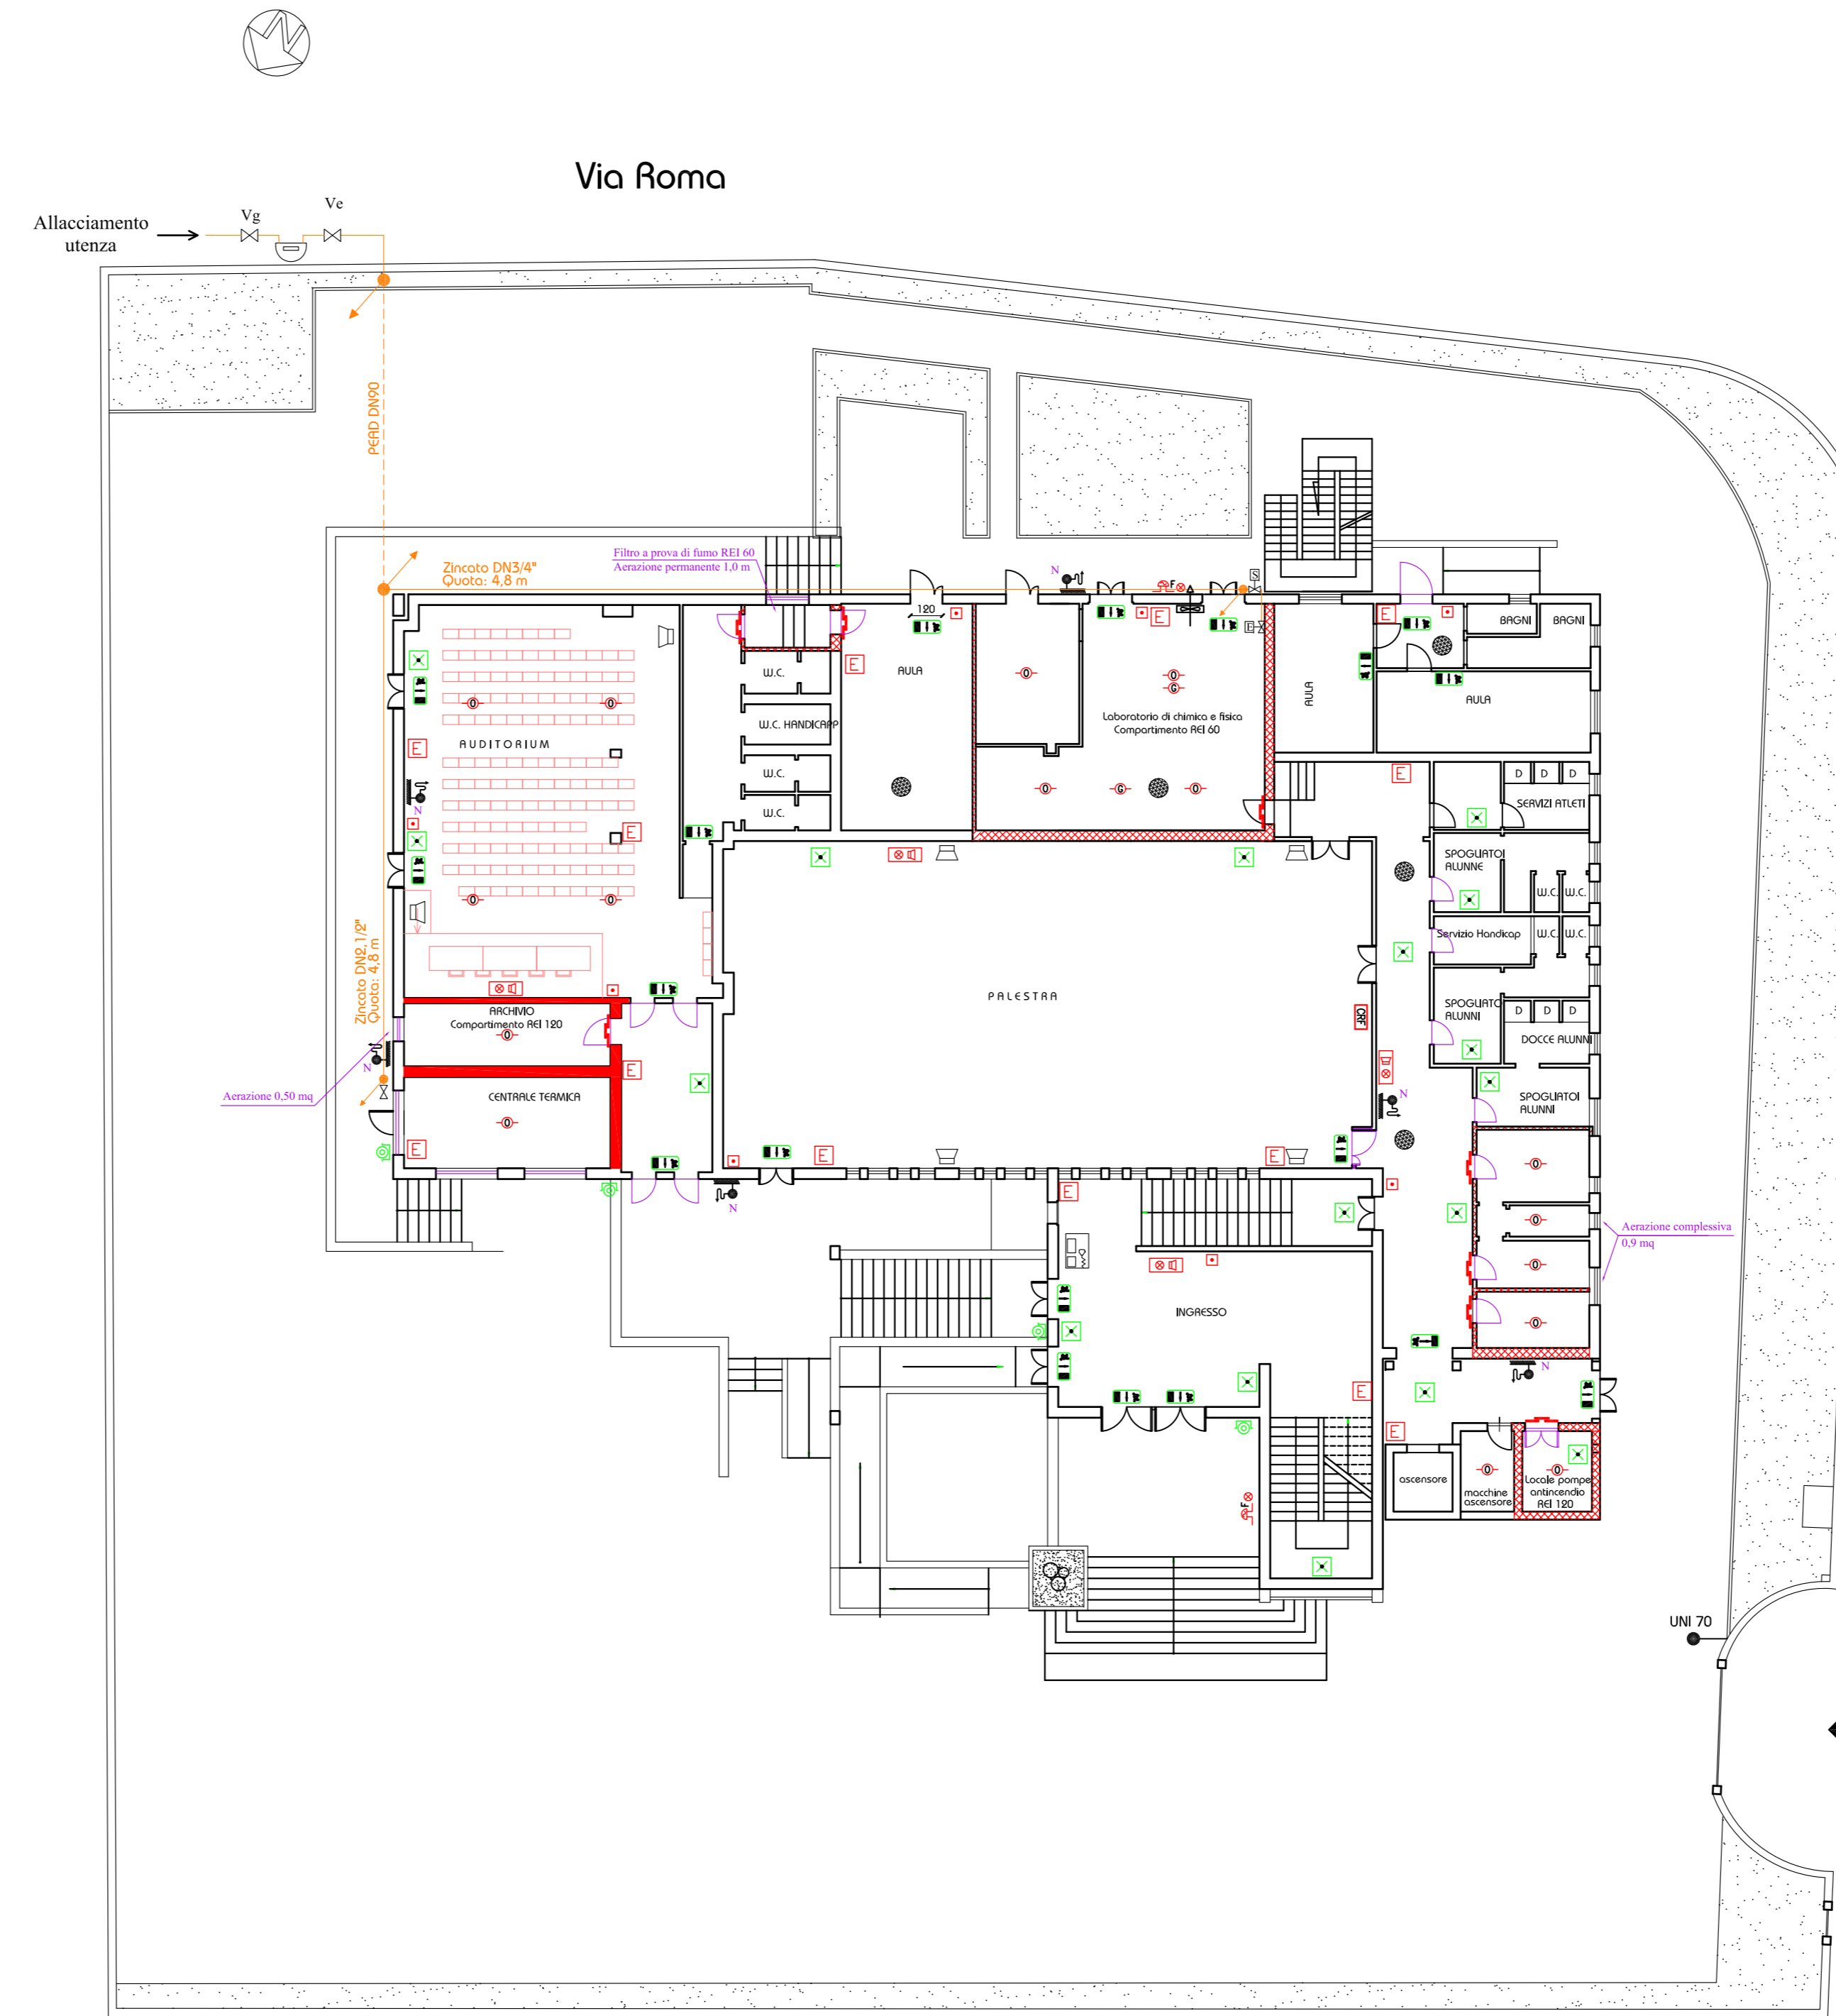 Via Roma
Allacciamento
utenza
Vg
Ve
PEAD DN90
Zincato DN3/4"
Quota: 4,8 m
Filtro a prova di fumo REI 60
Aerazione permanente 1,0 m
N
F
S
E
120
E
E
E
BAGNI
BAGNI
W.C.
AULA
O
O
G
Laboratorio di chimica e fisica
Compartimento REI 60
AULA
AULA
O
O
W.C. HANDICAPP
AUDITORIUM
E
W.C.
W.C.
N
E
O
G
O
E
D
D
D
SERVIZI ATLETI
SPOGLIATOI
ALUNNE
W.C.
W.C.
O
O
Servizio Handicap
W.C.
W.C.
Zincato DN2,1/2"
Quota: 4,8 m
PALESTRA
SPOGLIATOI
ALUNNI
D
D
D
DOCCE ALUNNI
CRF
ARCHIVIO
Compartimento REI 120
O
N
E
Aerazione 0,50 mq
CENTRALE TERMICA
O
E
N
SPOGLIATOI
ALUNNI
E
E
N
E
O
O
O
O
Aerazione complessiva
0,9 mq
INGRESSO
N
E
E
F
ascensore
O
macchine
ascensore
O
Locale pompe
antincendio
REI 120
UNI 70